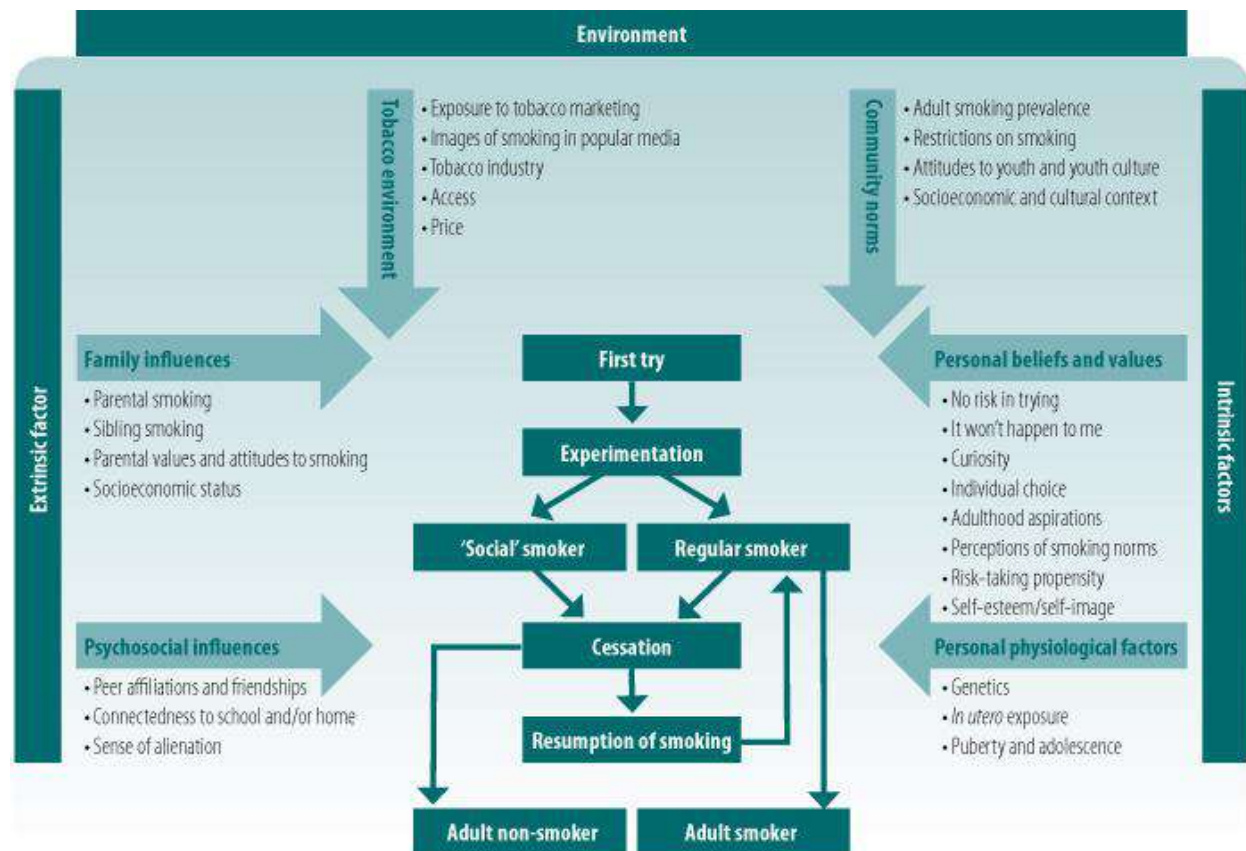 Environment
Extrinsic factor
Tobacco environment
• Exposure to tobacco marketing
• Images of smoking in popular media
• Tobacco industry
• Access
• Price
Community norms
• Adult smoking prevalence
• Restrictions on smoking
• Attitudes to youth and youth culture
• Socioeconomic and cultural context
Intrinsic factors
Family influences
• Parental smoking
• Sibling smoking
• Parental values and attitudes to smoking
• Socioeconomic status
Psychosocial influences
• Peer affiliations and friendships
• Connectedness to school and/or home
• Sense of alienation
First try
Experimentation
'Social' smoker
Regular smoker
Cessation
Resumption of smoking
Adult non-smoker
Adult smoker
Personal beliefs and values
• No risk in trying
• It won't happen to me
• Curiosity
• Individual choice
• Adulthood aspirations
• Perceptions of smoking norms
• Risk-taking propensity
• Self-esteem/self-image
Personal physiological factors
• Genetics
• In utero exposure
• Puberty and adolescence